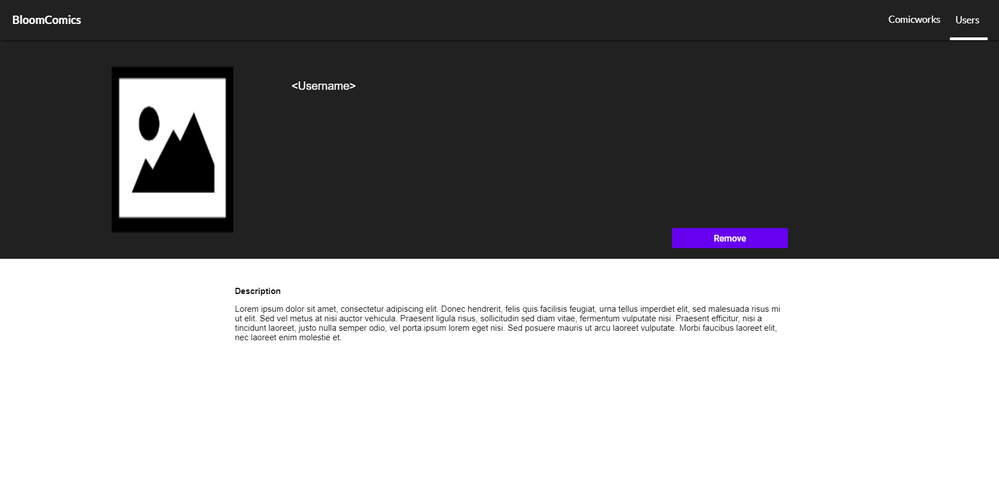 BloomComics
Comicworks
Users
<Username>
Remove
Description
Lorem ipsum dolor sit amet, consectetur adipiscing elit. Donec hendrerit, felis quis facilisis feugiat, urna tellus imperdiet elit, sed malesuada risus mi
ut elit. Sed vel metus at nisi auctor vehicula. Praesent ligula risus, sollicitudin sed diam vitae, fermentum vulputate nisi. Praesent efficitur, nisi a
tincidunt laoreet, justo nulla semper odio, vel porta ipsum lorem eget nisi. Sed posuere mauris ut arcu laoreet vulputate. Morbi faucibus laoreet elit,
nec laoreet enim molestie et.